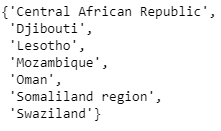 {'Central African Republic',
 'Djibouti',
 'Lesotho',
 'Mozambique',
 'Oman',
 'Somaliland region',
 'Swaziland'}